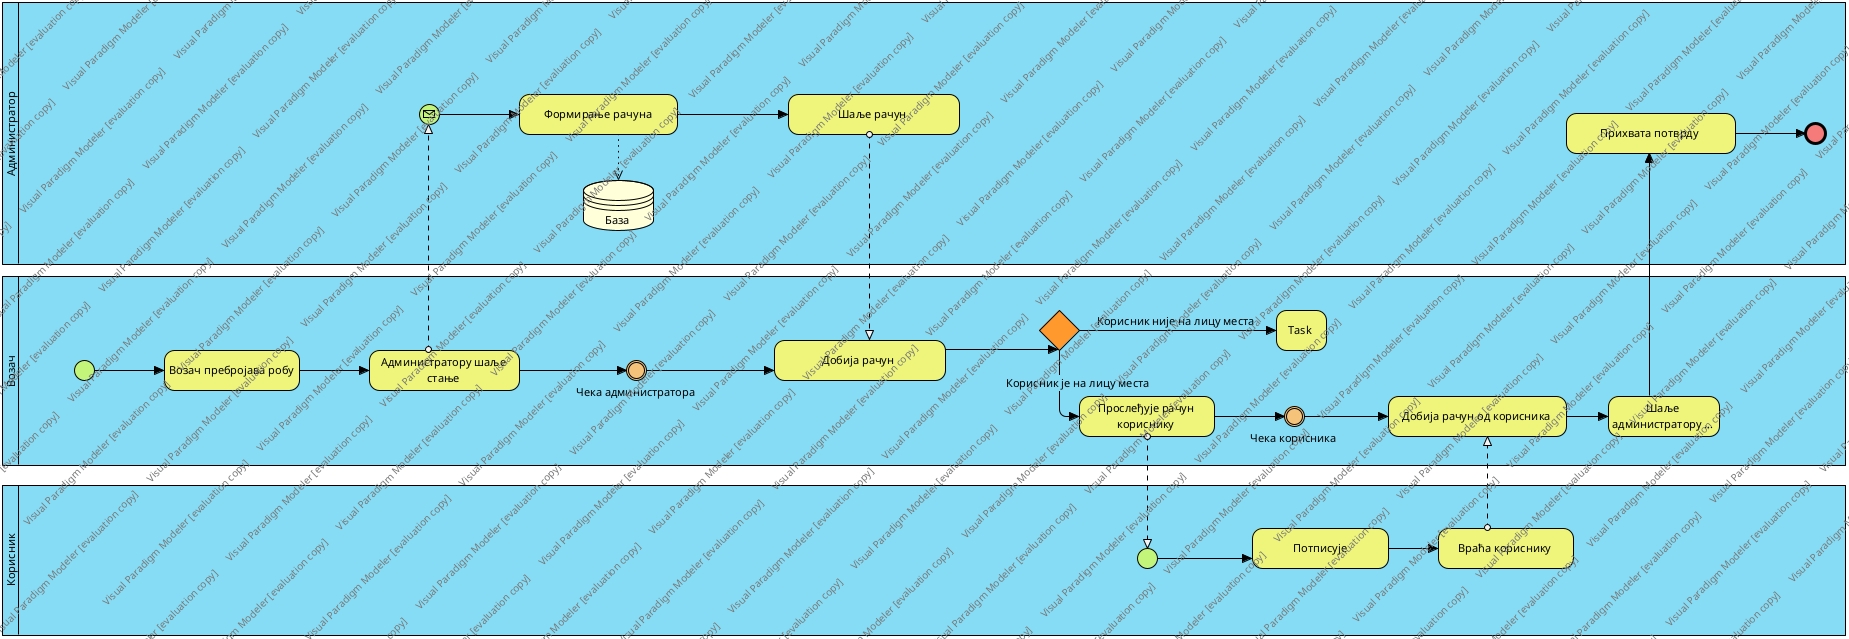 Администратор
Формирање рачуна
Шаље рачун
База
Прихвата потврду
Возач
Возач пребројава робу
Администратору шаље
стање
Чека администратора
Добија рачун
Корисник није на лицу места
Task
Корисник је на лицу места
Прослеђује рачун
кориснику
Чека корисника
Добија рачун од корисника
Шаље
администратору...
Корисник
Потписује
Враћа кориснику
Visual Paradigm Modeler [evaluation copy]